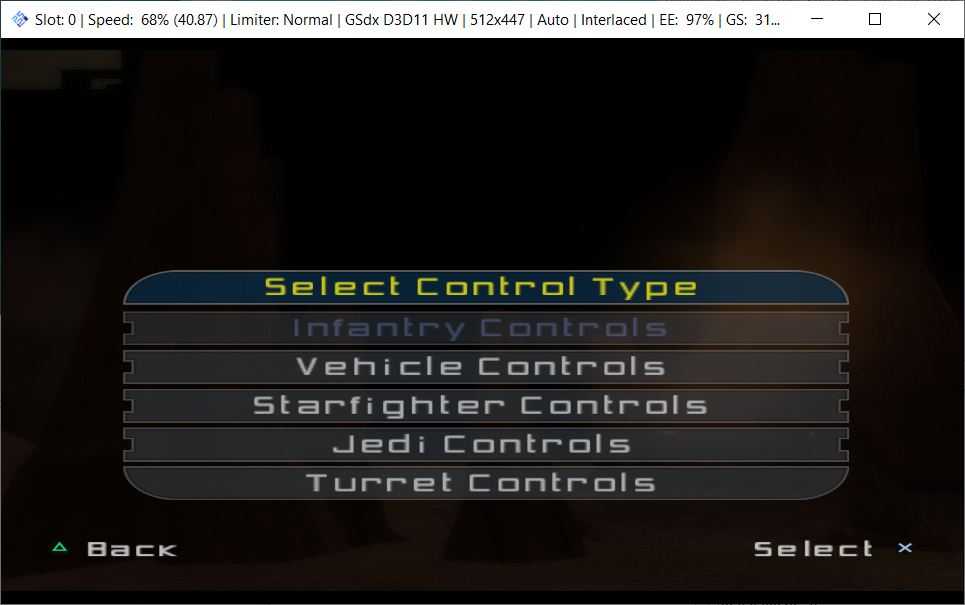 Slot: 0 | Speed: 68% (40.87) | Limiter: Normal | GSdx D3D11 HW | 512x447 | Auto | Interlaced | EE: 97% | GS: 31...
Select Control Type
Infantry Controls
Vehicle Controls
Starfighter Controls
Jedi Controls
Turret Controls
Back Select